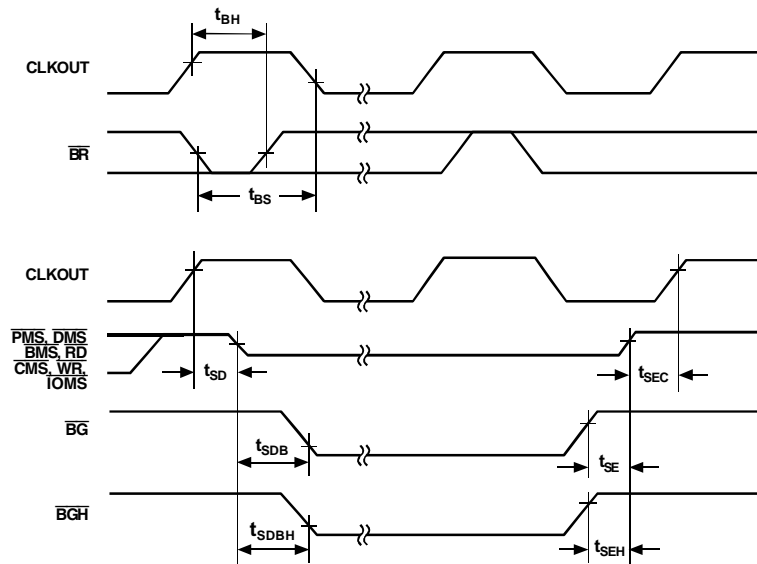 tBH
CLKOUT
BR
tBS
CLKOUT
PMS, DMS
BMS, RD
CMS, WR,
IOMS
tSD
tSEC
BG
tSDB
tSE
BGH
tSDBH
tSEH